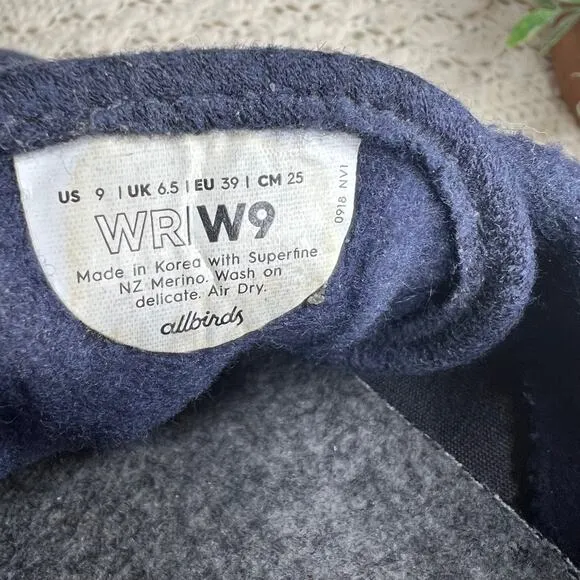 US 9 | UK 6.5 | EU 39 | CM 25
WR|W9
Made in Korea with Superfine
NZ Merino. Wash on
delicate. Air Dry.
allbirds
0918 NV1